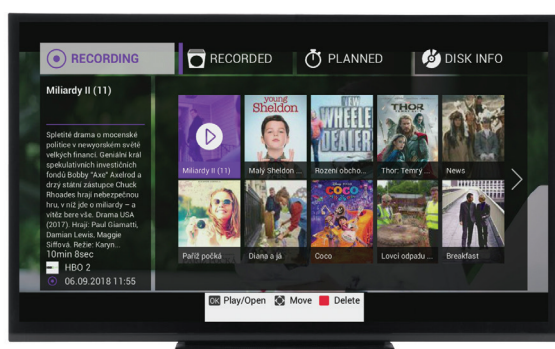 RECORDING
RECORDED
PLANNED
DISK INFO
Miliardy II (11)
Spletité drama o mocenské
politice v newyorském světě
velkých financí. Geniální král
spekulativních investičních
fondů Bobby "Axe" Axelrod a
drzý státní zástupce Chuck
Rhoades hrají nebezpečnou
hru, v níž jde o miliardy – a
vítěz bere vše. Drama USA
(2017). Hrají: Paul Giamatti,
Damian Lewis, Maggie
Siffová. Režie: Karyn...
10min 8sec
HBO 2
06.09.2018 11:55
young
Sheldon
NEW
WHEELER
DEALERS
THOR
Miliardy II (11)
Malý Sheldon ...
Rození obcho...
Thor: Temný ...
News
COCO
Paříž počká
Diana a já
Coco
Lovci odpadu ...
Breakfast
OK Play/Open
Move
Delete